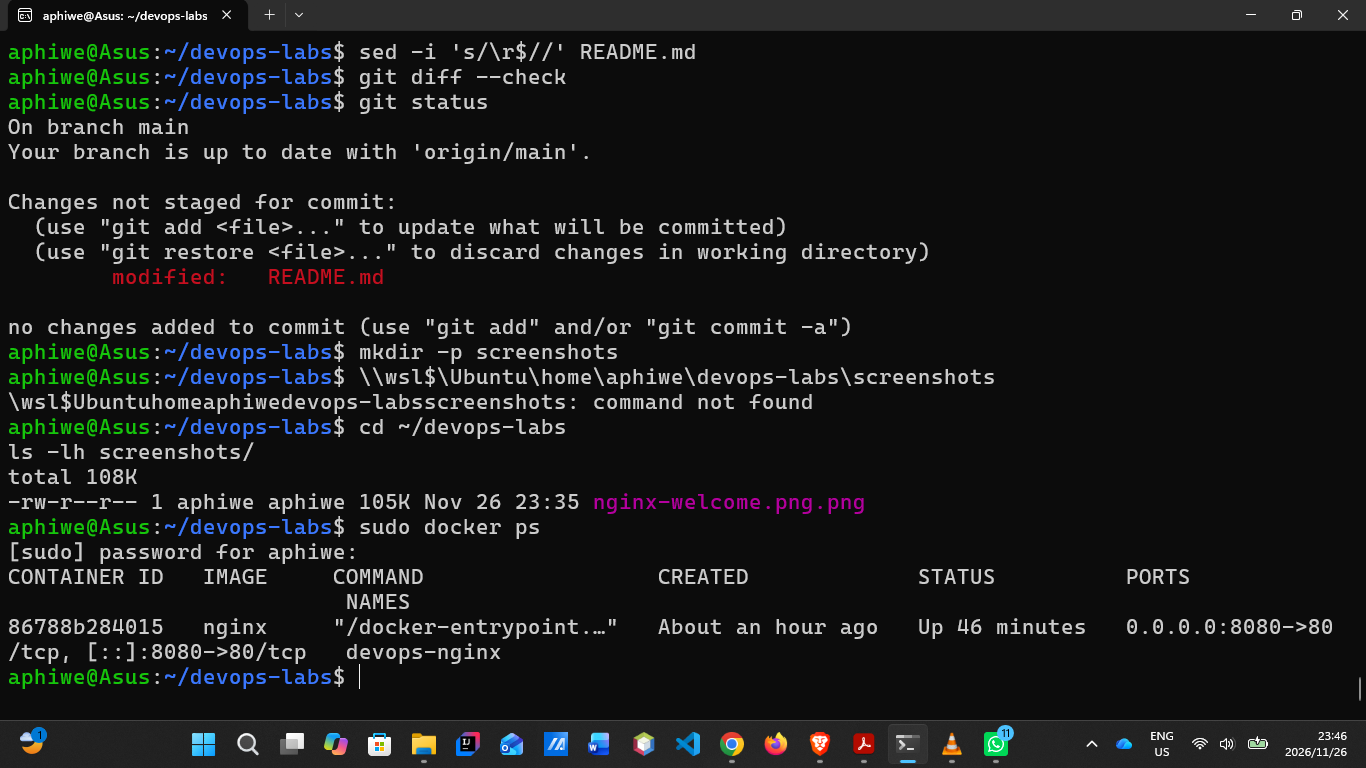 aphiwe@Asus: ~/devops-labs
aphiwe@Asus:~/devops-labs$ sed -i 's/\r$//' README.md
aphiwe@Asus:~/devops-labs$ git diff --check
aphiwe@Asus:~/devops-labs$ git status
On branch main
Your branch is up to date with 'origin/main'.
Changes not staged for commit:
  (use "git add <file>..." to update what will be committed)
  (use "git restore <file>..." to discard changes in working directory)
        modified:   README.md
no changes added to commit (use "git add" and/or "git commit -a")
aphiwe@Asus:~/devops-labs$ mkdir -p screenshots
aphiwe@Asus:~/devops-labs$ \\wsl$\Ubuntu\home\aphiwe\devops-labs\screenshots
\wsl$Ubuntuhomeaphiwedevops-labsscreenshots: command not found
aphiwe@Asus:~/devops-labs$ cd ~/devops-labs
ls -lh screenshots/
total 108K
-rw-r--r-- 1 aphiwe aphiwe 105K Nov 26 23:35 nginx-welcome.png.png
aphiwe@Asus:~/devops-labs$ sudo docker ps
[sudo] password for aphiwe:
CONTAINER ID   IMAGE     COMMAND                  CREATED             STATUS          PORTS
                          NAMES
86788b284015   nginx     "/docker-entrypoint.…"   About an hour ago   Up 46 minutes   0.0.0.0:8080->80
/tcp, [::]:8080->80/tcp   devops-nginx
aphiwe@Asus:~/devops-labs$
1
11
ENG
US
23:46
2026/11/26